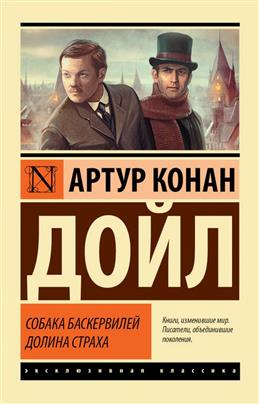 N
АРТУР КОНАН
ДОЙЛ
СОБАКА БАСКЕРВИЛЕЙ
ДОЛИНА СТРАХА
Книги, изменившие мир.
Писатели, объединившие
поколения.
эксклюзивная классика